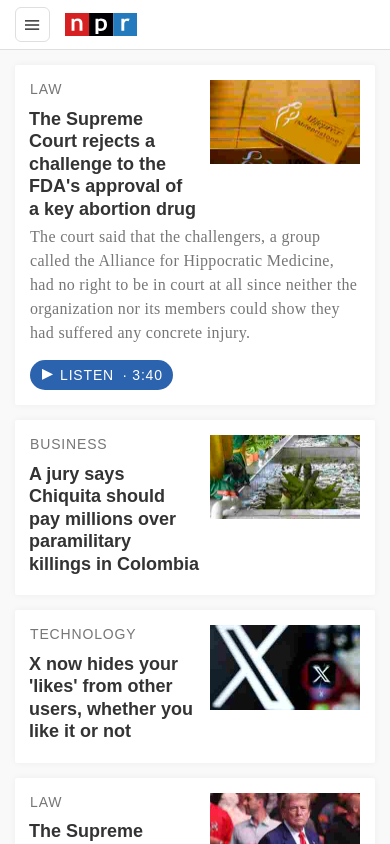 npr
LAW
The Supreme
Court rejects a
challenge to the
FDA's approval of
a key abortion drug
Mifepristone
The court said that the challengers, a group
called the Alliance for Hippocratic Medicine,
had no right to be in court at all since neither the
organization nor its members could show they
had suffered any concrete injury.
LISTEN · 3:40
BUSINESS
A jury says
Chiquita should
pay millions over
paramilitary
killings in Colombia
TECHNOLOGY
X now hides your
'likes' from other
users, whether you
like it or not
LAW
The Supreme